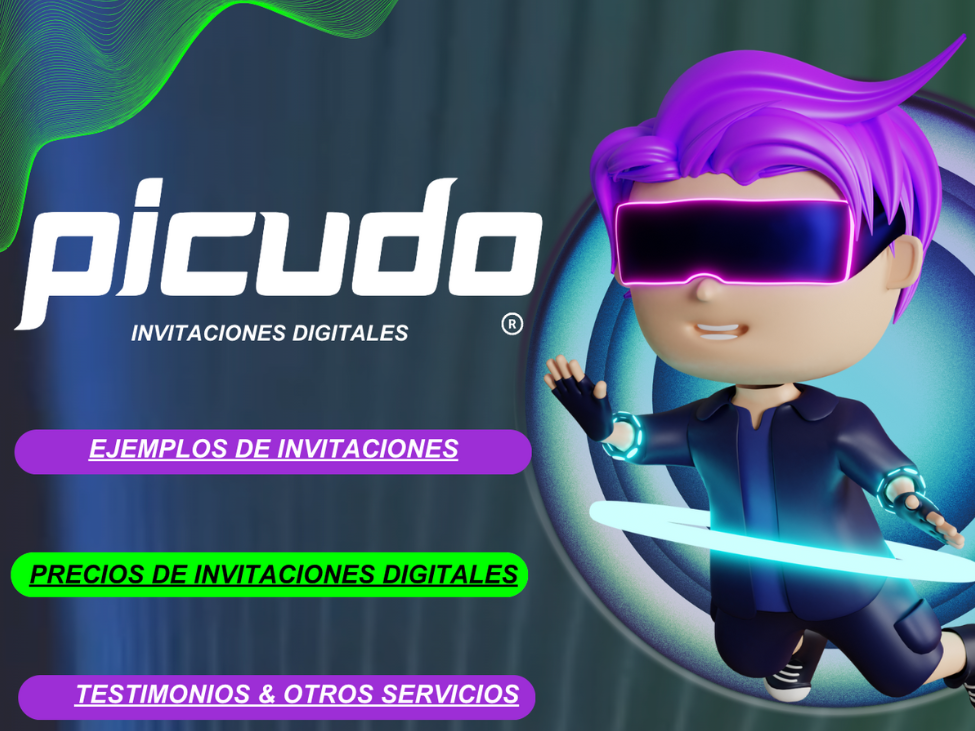 picudo
INVITACIONES DIGITALES
®
EJEMPLOS DE INVITACIONES
PRECIOS DE INVITACIONES DIGITALES
TESTIMONIOS & OTROS SERVICIOS